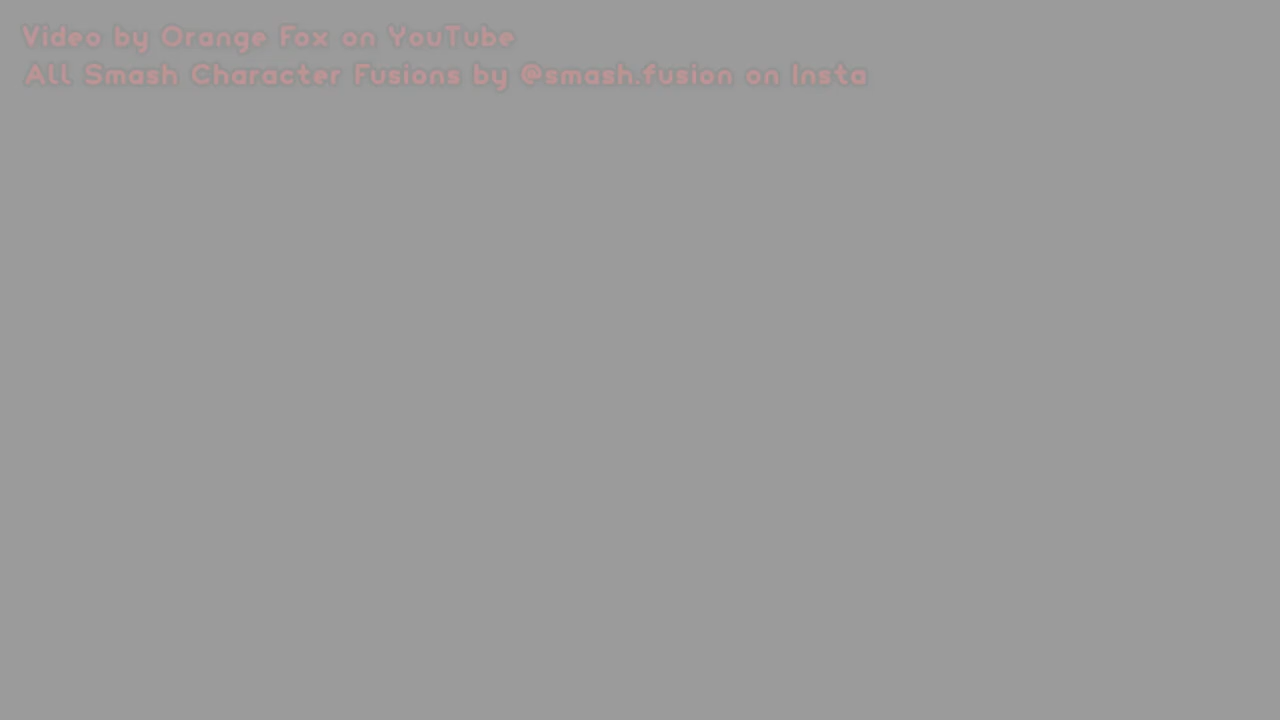 Video by Orange Fox on YouTube
All Smash Character Fusions by @smash.fusion on Insta